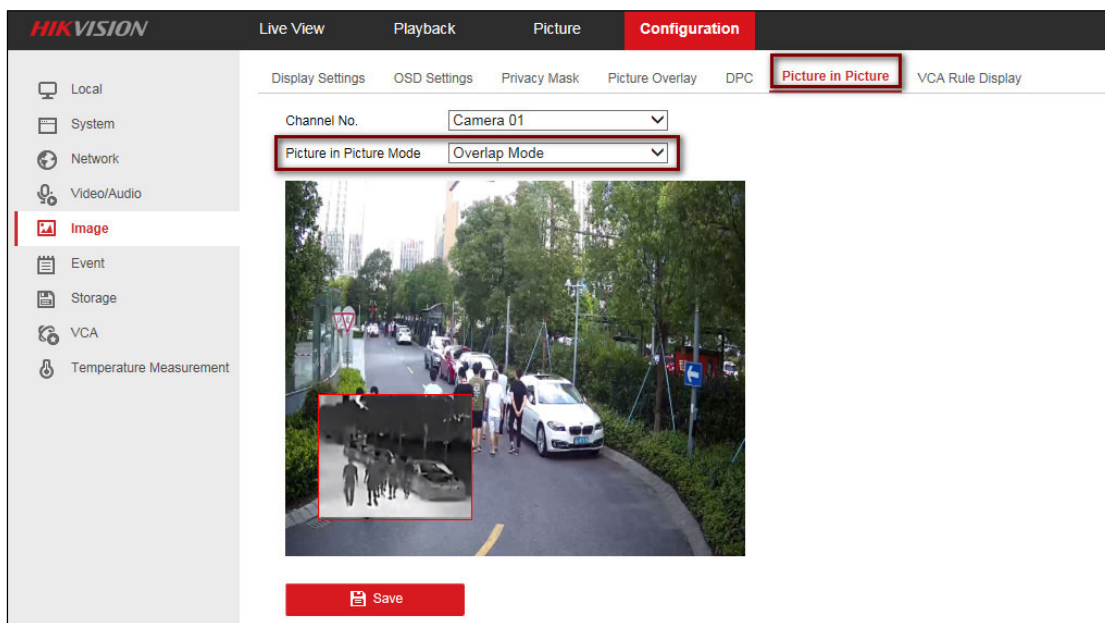 HIKVISION
Live View Playback Picture Configuration
Display Settings OSD Settings Privacy Mask Picture Overlay DPC Picture in Picture VCA Rule Display
Local
System
Network
Video/Audio
Image
Event
Storage
VCA
Temperature Measurement
Channel No. Camera 01
Picture in Picture Mode Overlap Mode
Save